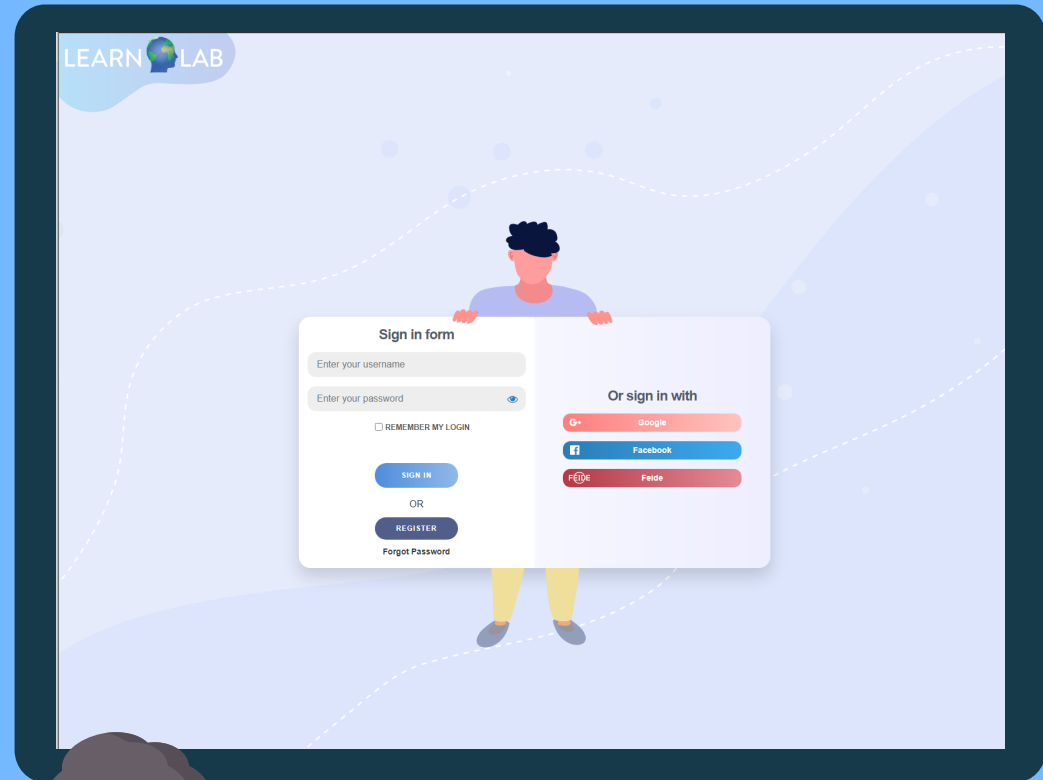 LEARN LAB
Sign in form
Enter your username
Enter your password
REMEMBER MY LOGIN
SIGN IN
OR
REGISTER
Forgot Password
Or sign in with
G+ Google
Facebook
FEIDE Feide